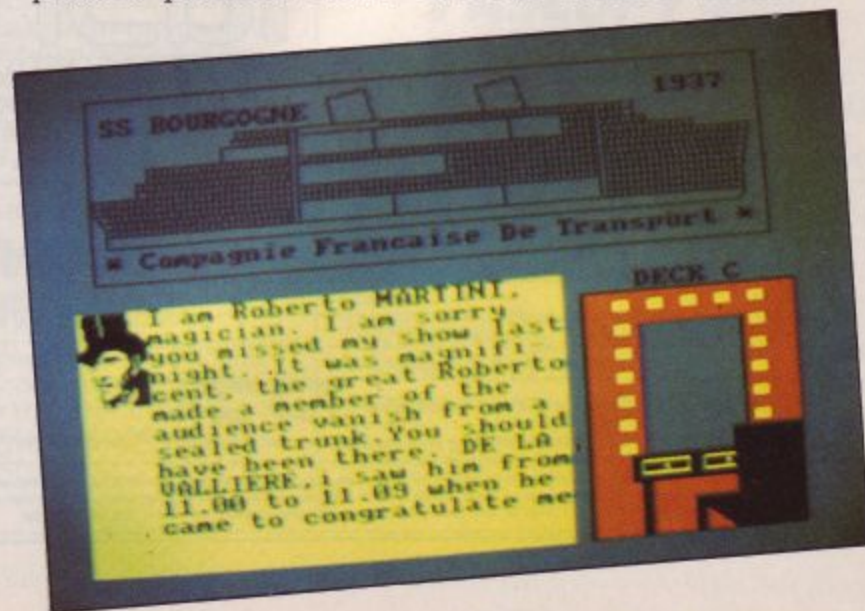 SS BOURGOGNE
1937
* Compagnie Francaise De Transport *
DECK C
I am Roberto MARTINI,
magician. I am sorry
you missed my show last
night. It was magnifi-
cent, the great Roberto
made a member of the
audience vanish from a
sealed trunk.You should
have been there. DE LA
VALLIERE,i saw him from
11.00 to 11.09 when he
came to congratulate me